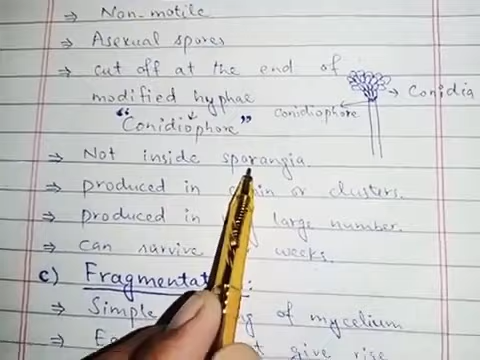 ⇒ Non-motile
⇒ Asexual spores
⇒ cut off at the end of
modified hyphae
"Conidiophore"
conidiophore
→ Conidia
⇒ Not inside sporangia.
⇒ produced in or clusters.
⇒ produced in large number.
⇒ can survive weeks.
c) :
⇒ Simple of mycelium
⇒ give rise